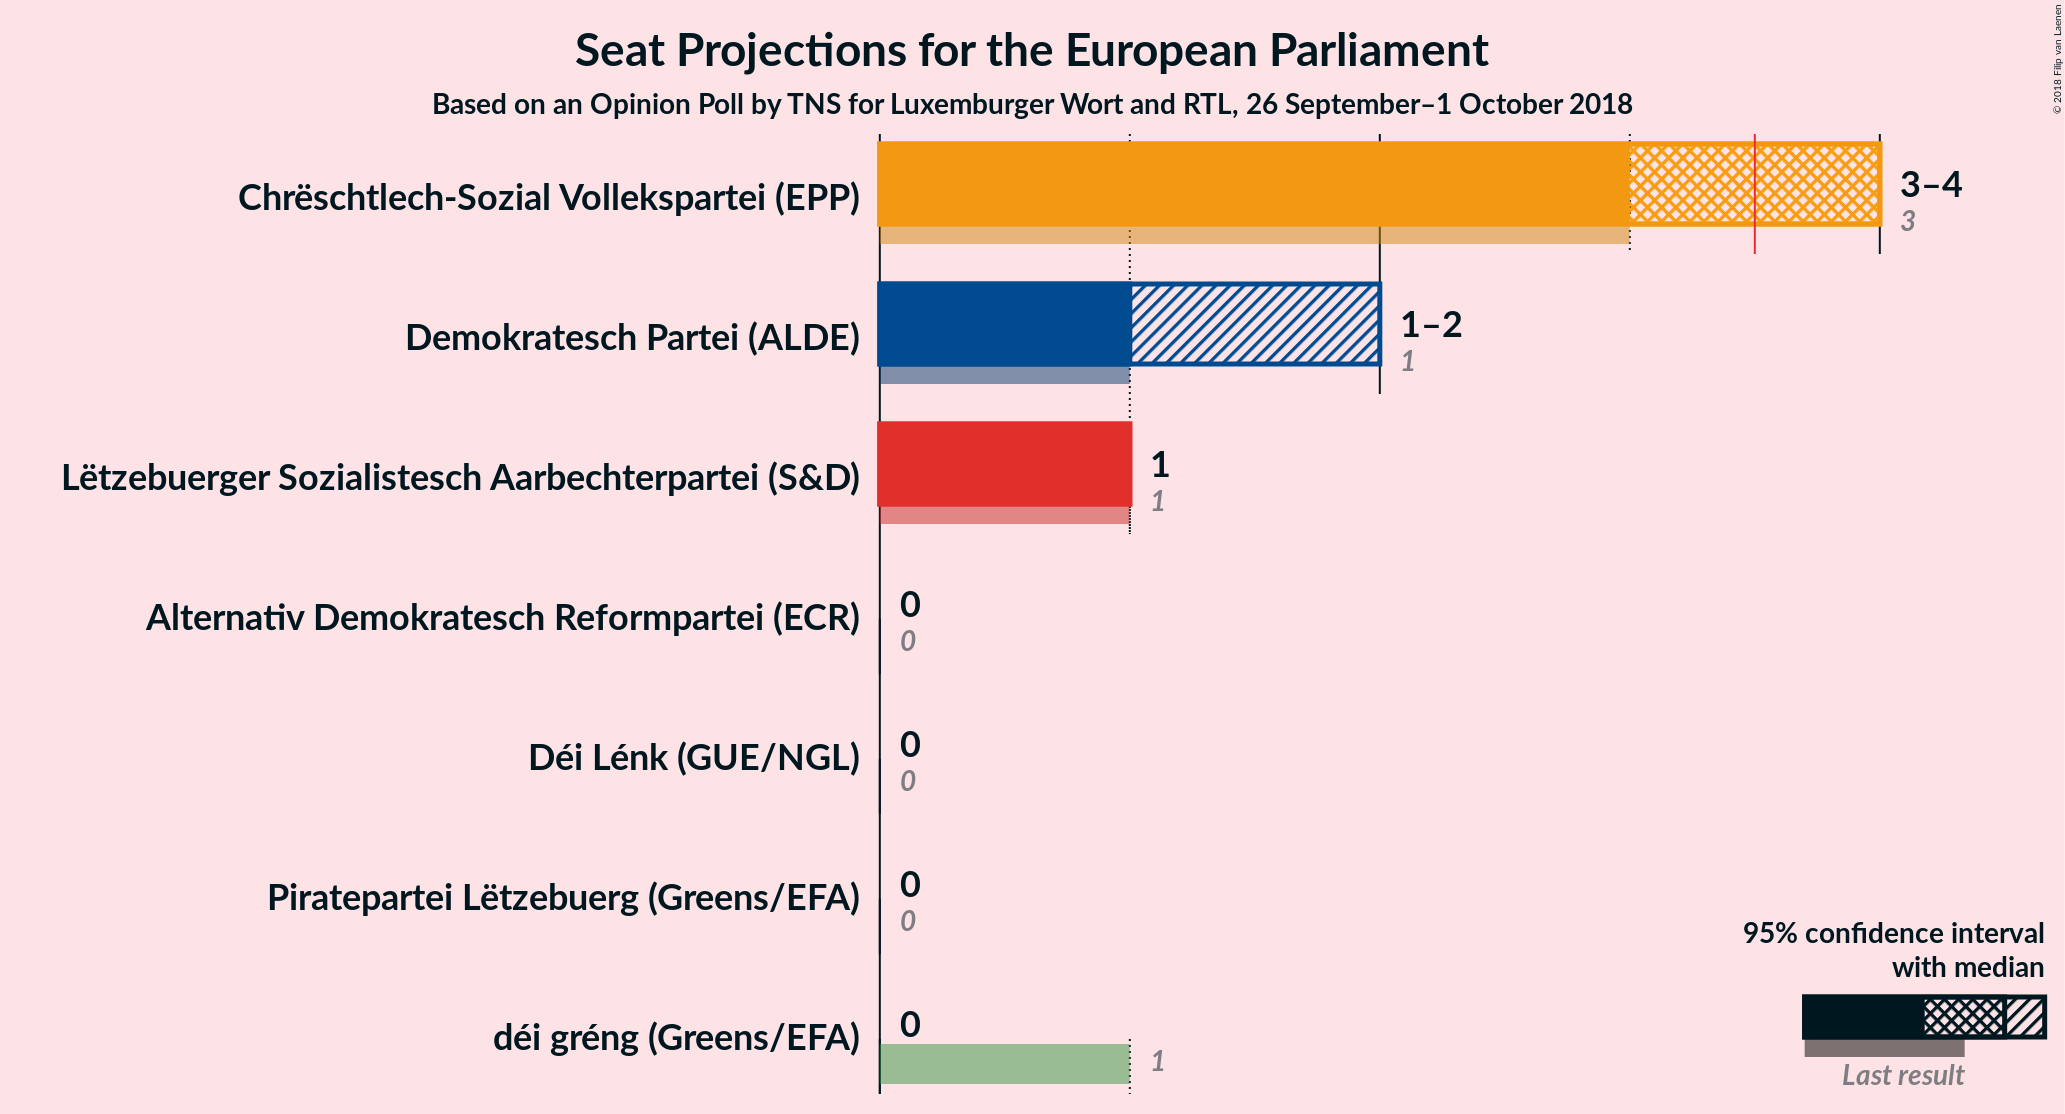 Seat Projections for the European Parliament
Based on an Opinion Poll by TNS for Luxemburger Wort and RTL, 26 September–1 October 2018
© 2018 Filip van Laenen
Chrëschtlech-Sozial Vollekspartei (EPP)
3–4
3
Demokratesch Partei (ALDE)
1–2
1
Lëtzebuerger Sozialistesch Aarbechterpartei (S&D)
1
1
Alternativ Demokratesch Reformpartei (ECR)
0
0
Déi Lénk (GUE/NGL)
0
0
Piratepartei Lëtzebuerg (Greens/EFA)
0
0
déi gréng (Greens/EFA)
0
1
95% confidence interval
with median
Last result